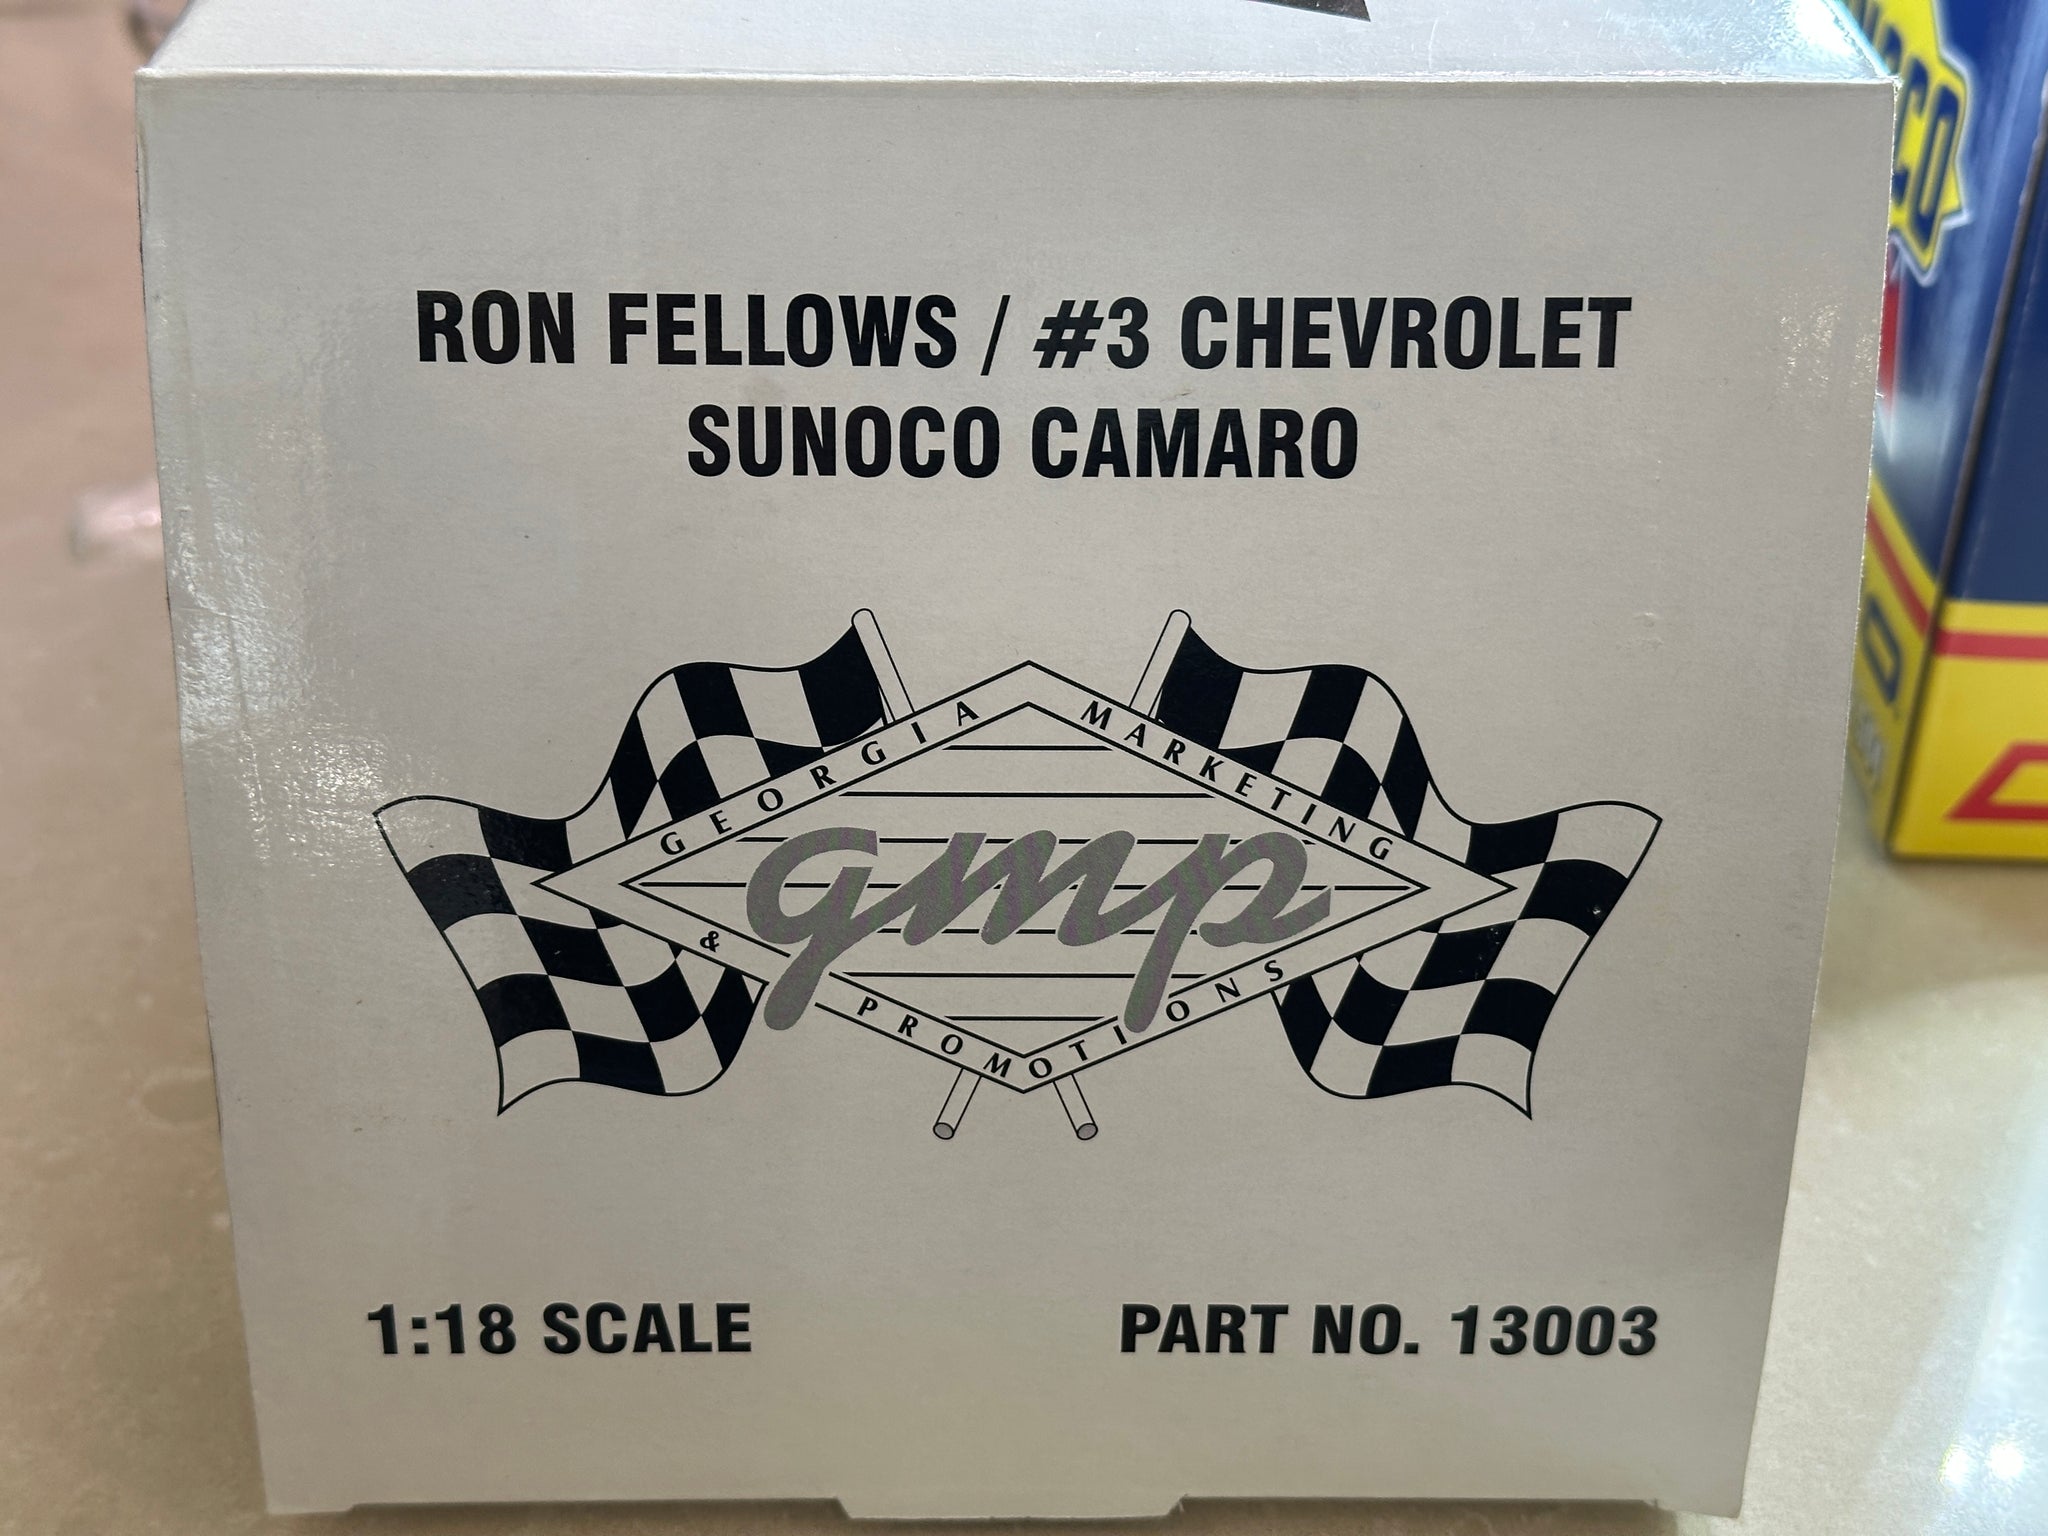 RON FELLOWS / #3 CHEVROLET
SUNOCO CAMARO
GEORGIA MARKETING
gmp
& PROMOTIONS
1:18 SCALE
PART NO. 13003